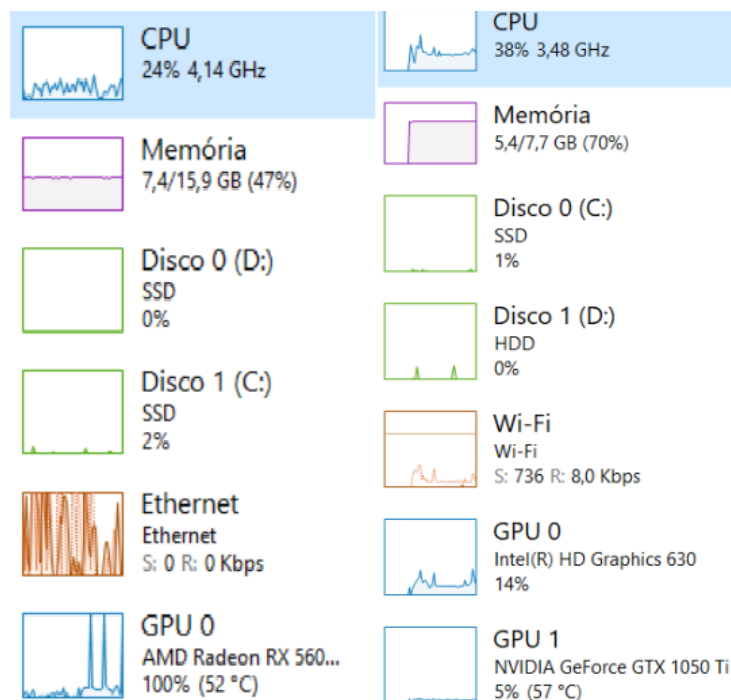 CPU
24% 4,14 GHz
Memória
7,4/15,9 GB (47%)
Disco 0 (D:)
SSD
0%
Disco 1 (C:)
SSD
2%
Ethernet
Ethernet
S: 0 R: 0 Kbps
GPU 0
AMD Radeon RX 560...
100% (52 °C)
CPU
38% 3,48 GHz
Memória
5,4/7,7 GB (70%)
Disco 0 (C:)
SSD
1%
Disco 1 (D:)
HDD
0%
Wi-Fi
Wi-Fi
S: 736 R: 8,0 Kbps
GPU 0
Intel(R) HD Graphics 630
14%
GPU 1
NVIDIA GeForce GTX 1050 Ti
5% (57 °C)